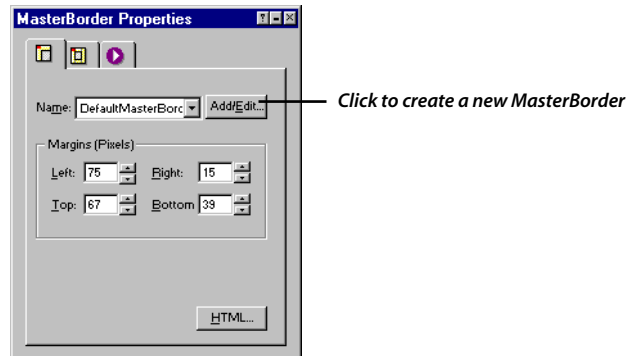 MasterBorder Properties
Name: DefaultMasterBorc Add/Edit...
Click to create a new MasterBorder
Margins (Pixels)
Left: 75 Right: 15
Top: 67 Bottom 39
HTML...